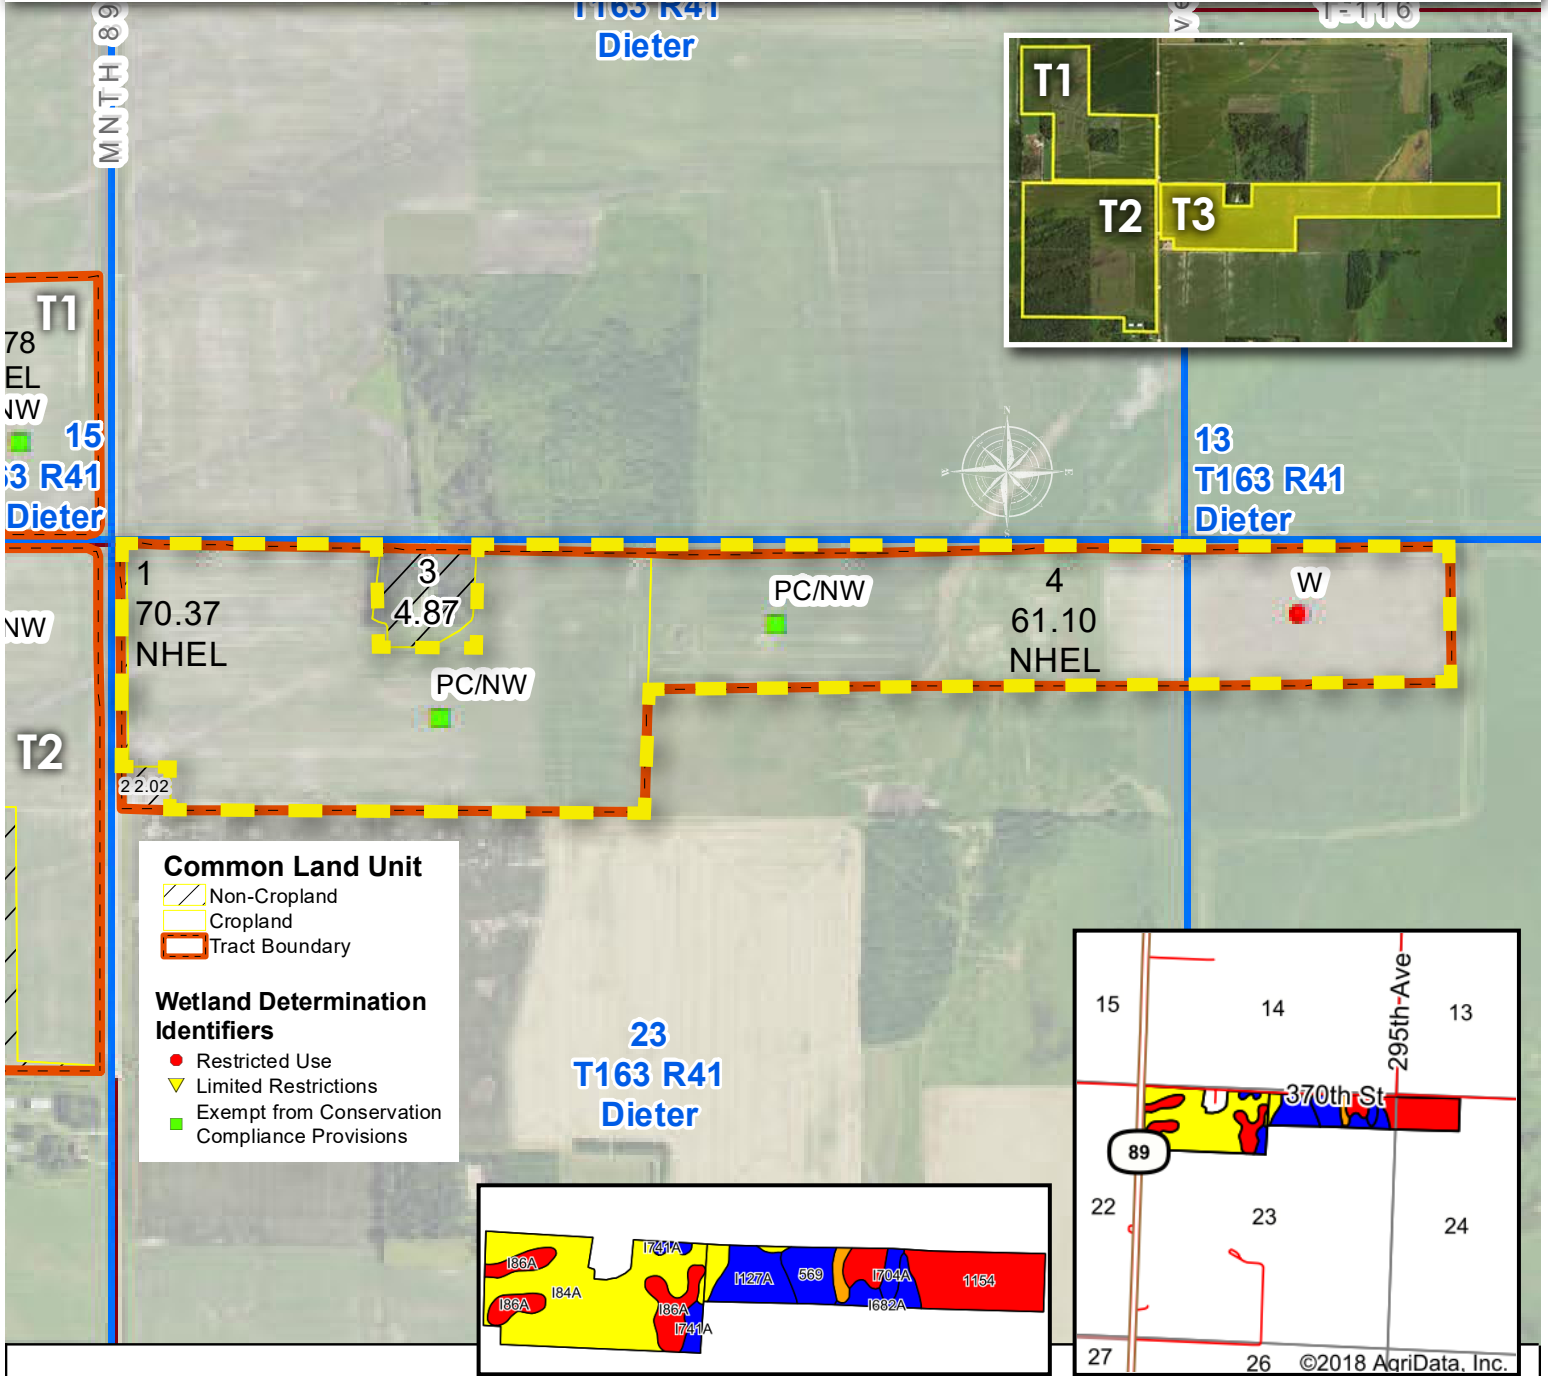 T163 R41
Dieter
MNTH 89
T-116
T1
T2
T3
T1
78
EL
NW
15
63 R41
Dieter
13
T163 R41
Dieter
N
E
S
W
1
70.37
NHEL
3
4.87
PC/NW
4
61.10
NHEL
W
NW
PC/NW
T2
2 2.02
Common Land Unit
Non-Cropland
Cropland
Tract Boundary
Wetland Determination
Identifiers
Restricted Use
Limited Restrictions
Exempt from Conservation
Compliance Provisions
23
T163 R41
Dieter
I86A
I86A
I84A
I741A
I86A
I741A
I127A
569
I704A
I682A
1154
15
14
13
295th Ave
370th St
89
22
23
24
27
26
©2018 AgriData, Inc.